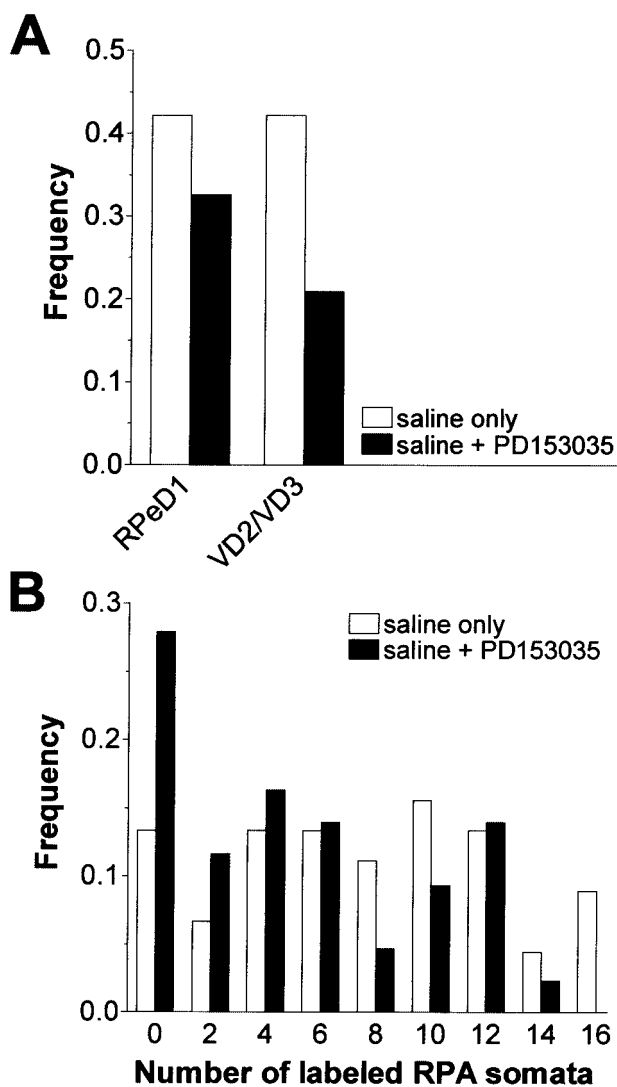 A
0.5
0.4
0.3
0.2
0.1
0.0
Frequency
saline only
saline + PD153035
RPeD1
VD2/VD3
B
0.3
0.2
0.1
0.0
Frequency
saline only
saline + PD153035
0 2 4 6 8 10 12 14 16
Number of labeled RPA somata